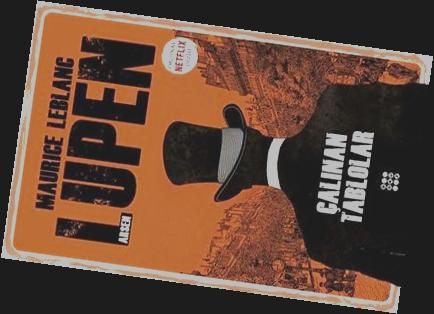 MAURICE LEBLANC
LUPEN
ARSEN
NETFLIX
ÇALINAN
TABLOLAR